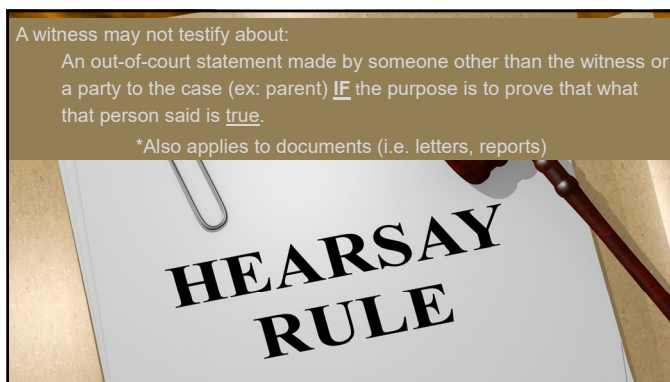 A witness may not testify about:
An out-of-court statement made by someone other than the witness or
a party to the case (ex: parent) IF the purpose is to prove that what
that person said is true.
*Also applies to documents (i.e. letters, reports)
HEARSAY
RULE